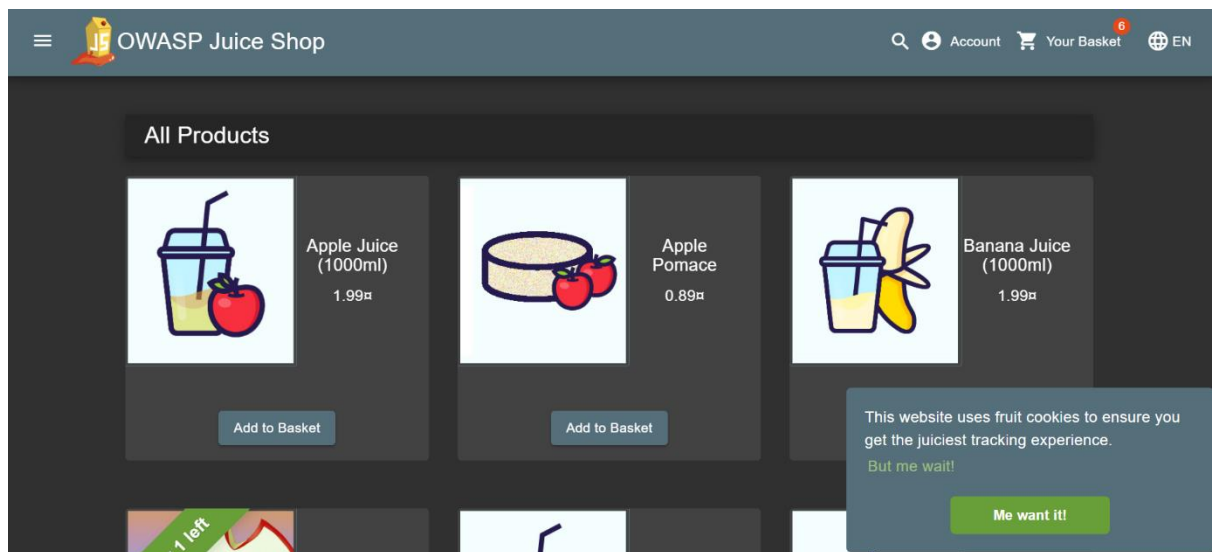 OWASP Juice Shop
Account
6
Your Basket
EN
All Products
Apple Juice
(1000ml)
1.99¤
Add to Basket
Apple
Pomace
0.89¤
Add to Basket
Banana Juice
(1000ml)
1.99¤
1 left
This website uses fruit cookies to ensure you
get the juiciest tracking experience.
But me wait!
Me want it!